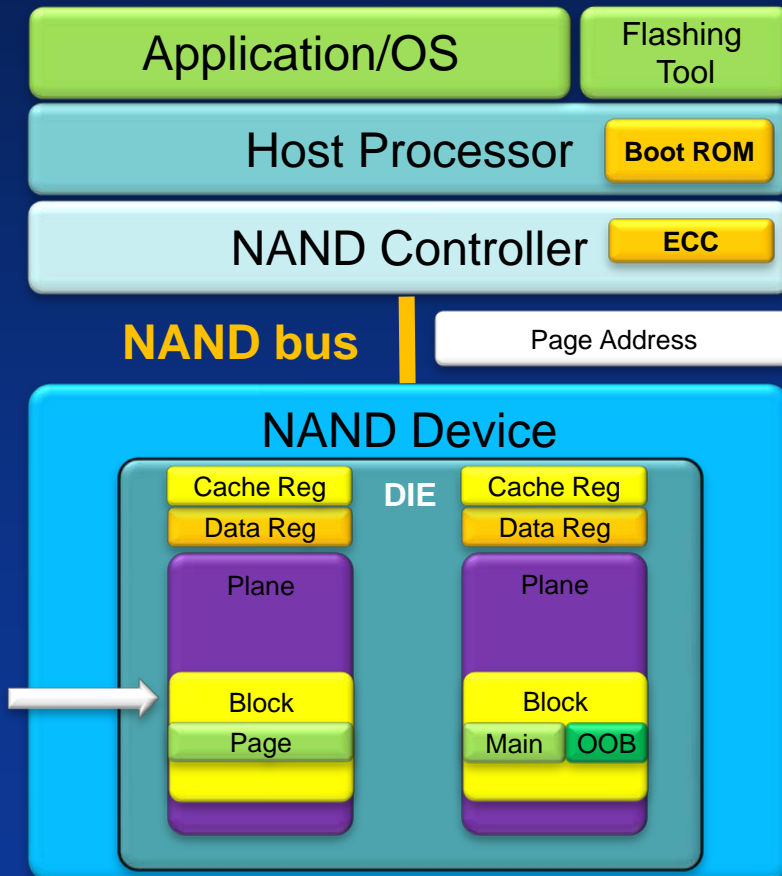 Application/OS
Flashing
Tool
Host Processor
Boot ROM
NAND Controller
ECC
NAND bus
Page Address
NAND Device
Cache Reg
DIE
Cache Reg
Data Reg
Data Reg
Plane
Plane
Block
Block
Page
Main
OOB